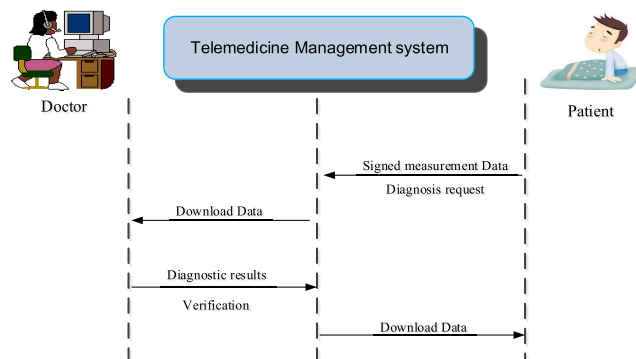 Telemedicine Management system
Doctor
Patient
Signed measurement Data
Diagnosis request
Download Data
Diagnostic results
Verification
Download Data